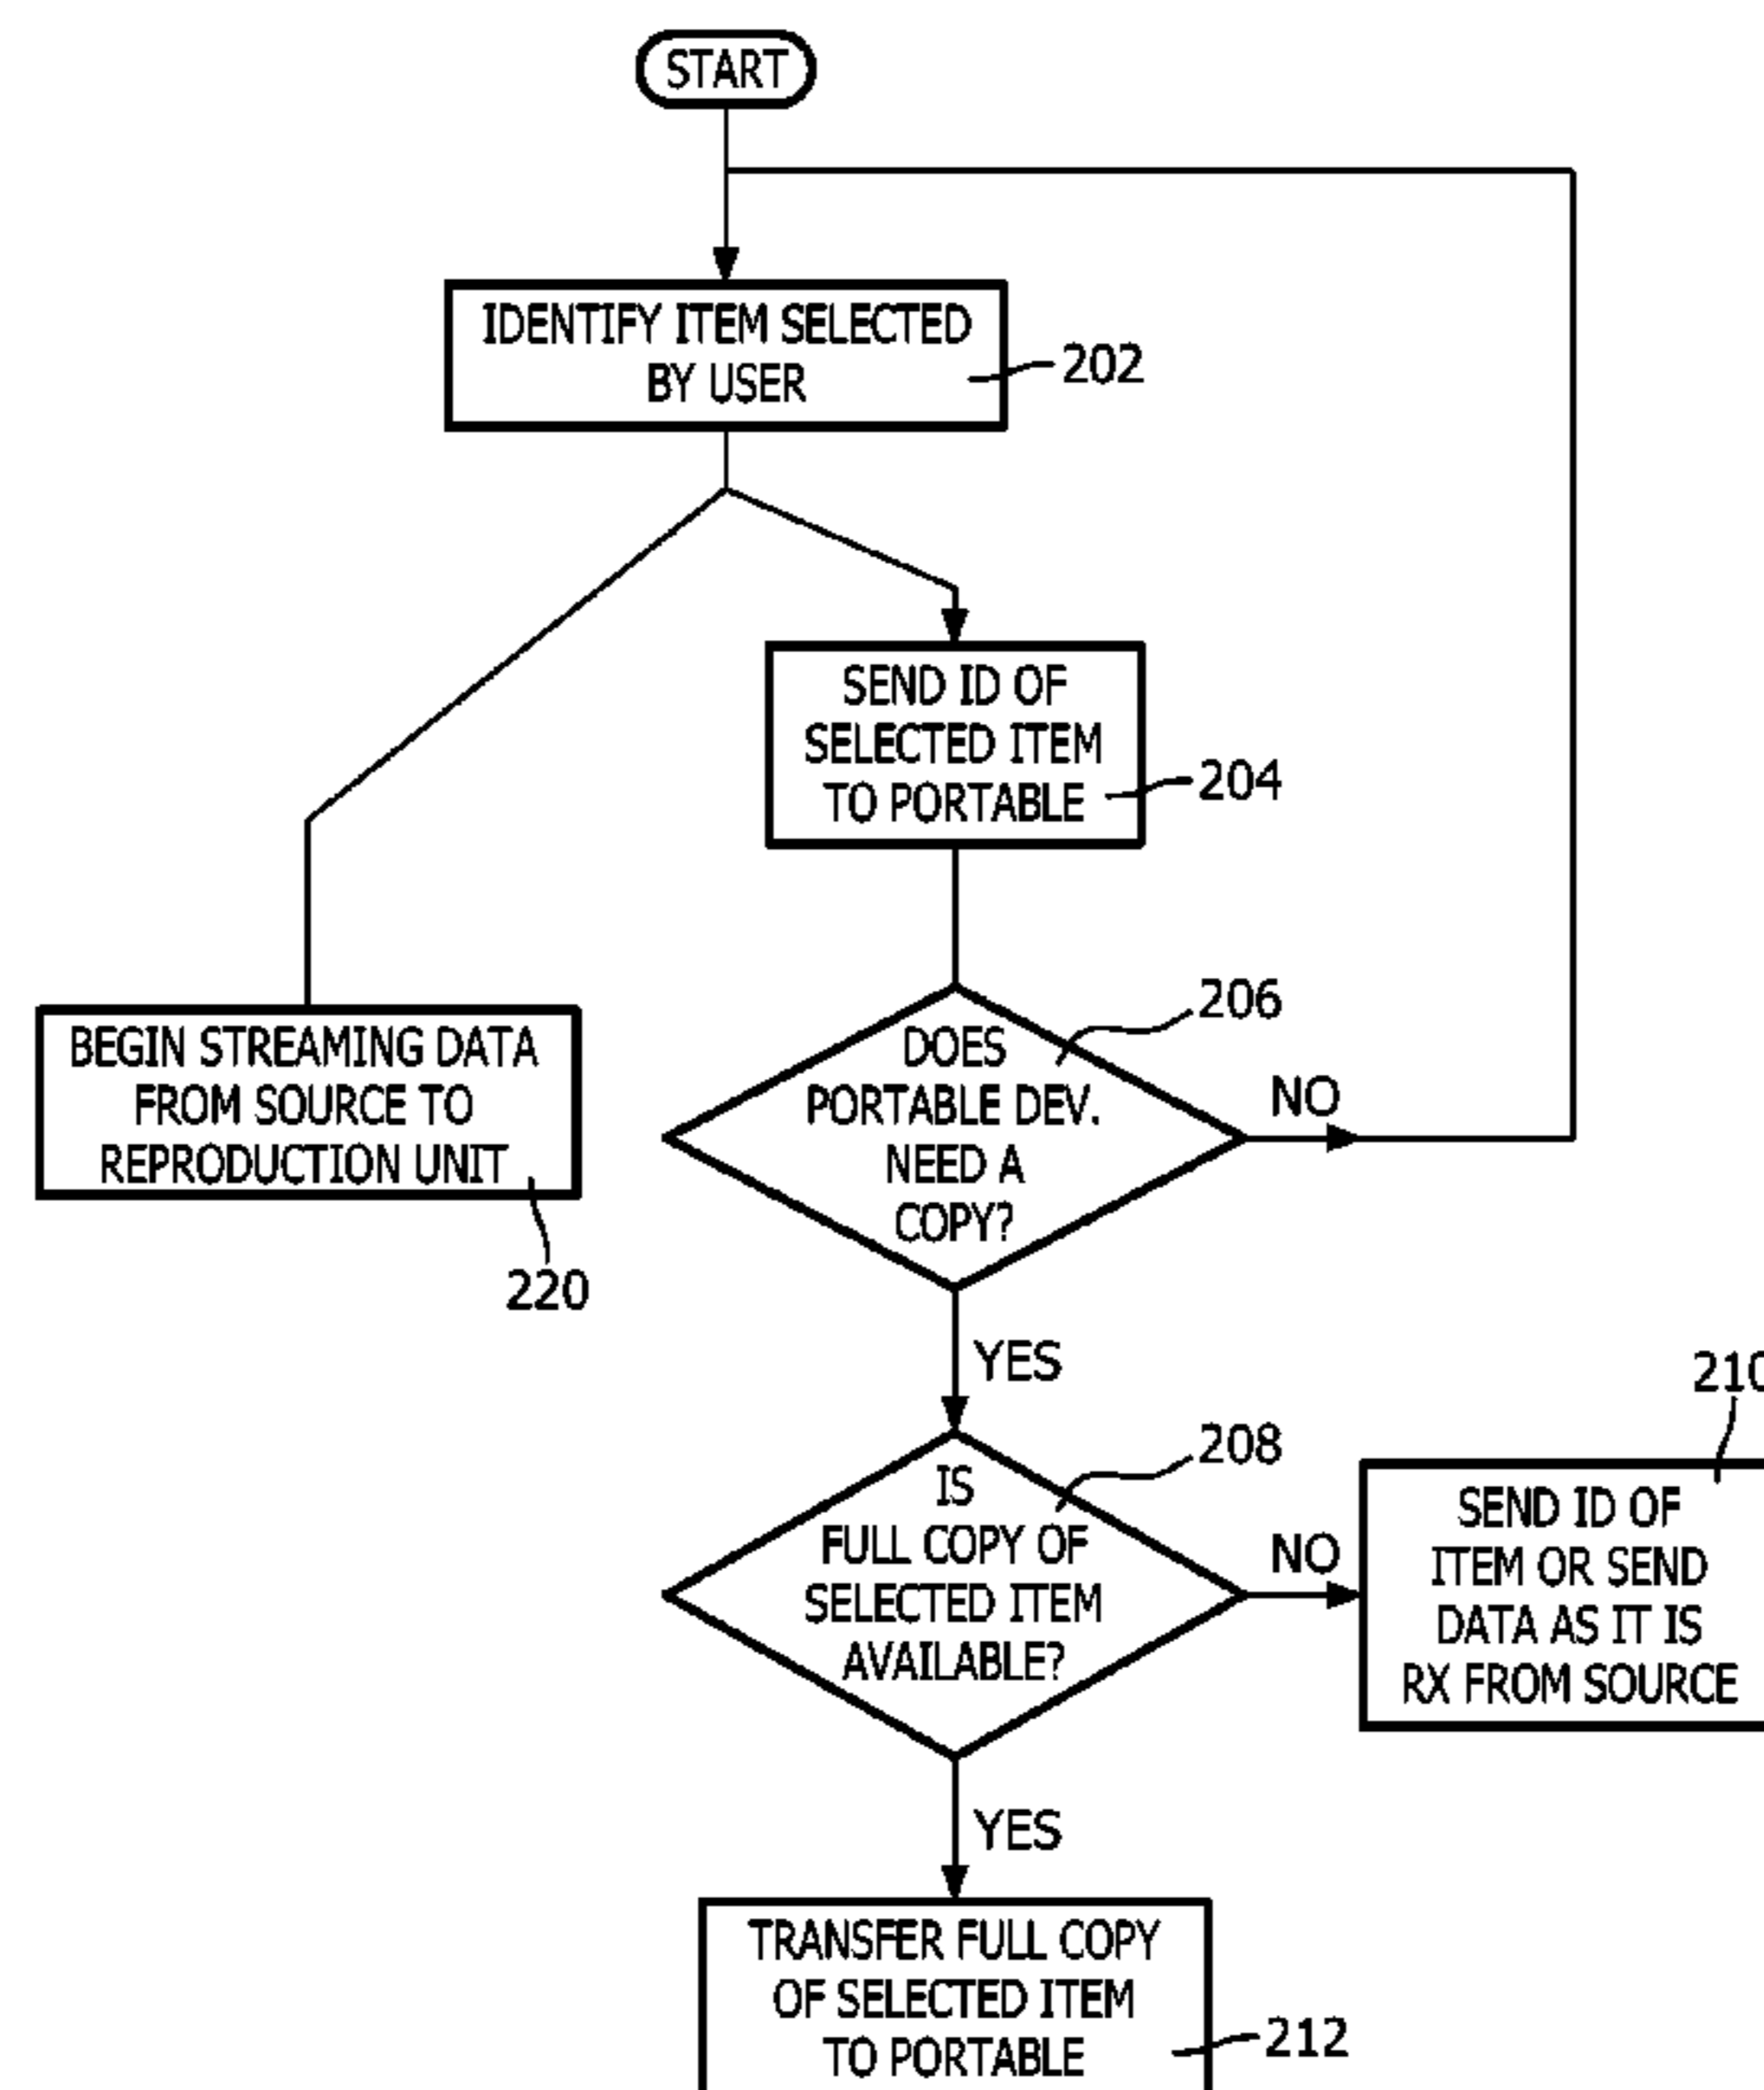 START
IDENTIFY ITEM SELECTED
BY USER
202
SEND ID OF
SELECTED ITEM
TO PORTABLE
204
BEGIN STREAMING DATA
FROM SOURCE TO
REPRODUCTION UNIT
220
206
DOES
PORTABLE DEV.
NEED A
COPY?
NO
YES
208
IS
FULL COPY OF
SELECTED ITEM
AVAILABLE?
NO
210
SEND ID OF
ITEM OR SEND
DATA AS IT IS
RX FROM SOURCE
YES
TRANSFER FULL COPY
OF SELECTED ITEM
TO PORTABLE
212